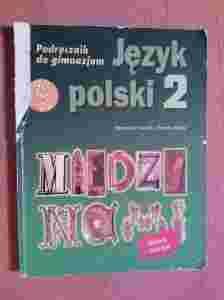 Podręcznik
do gimnazjum
Język
polski 2
MIĘDZY
NAMI